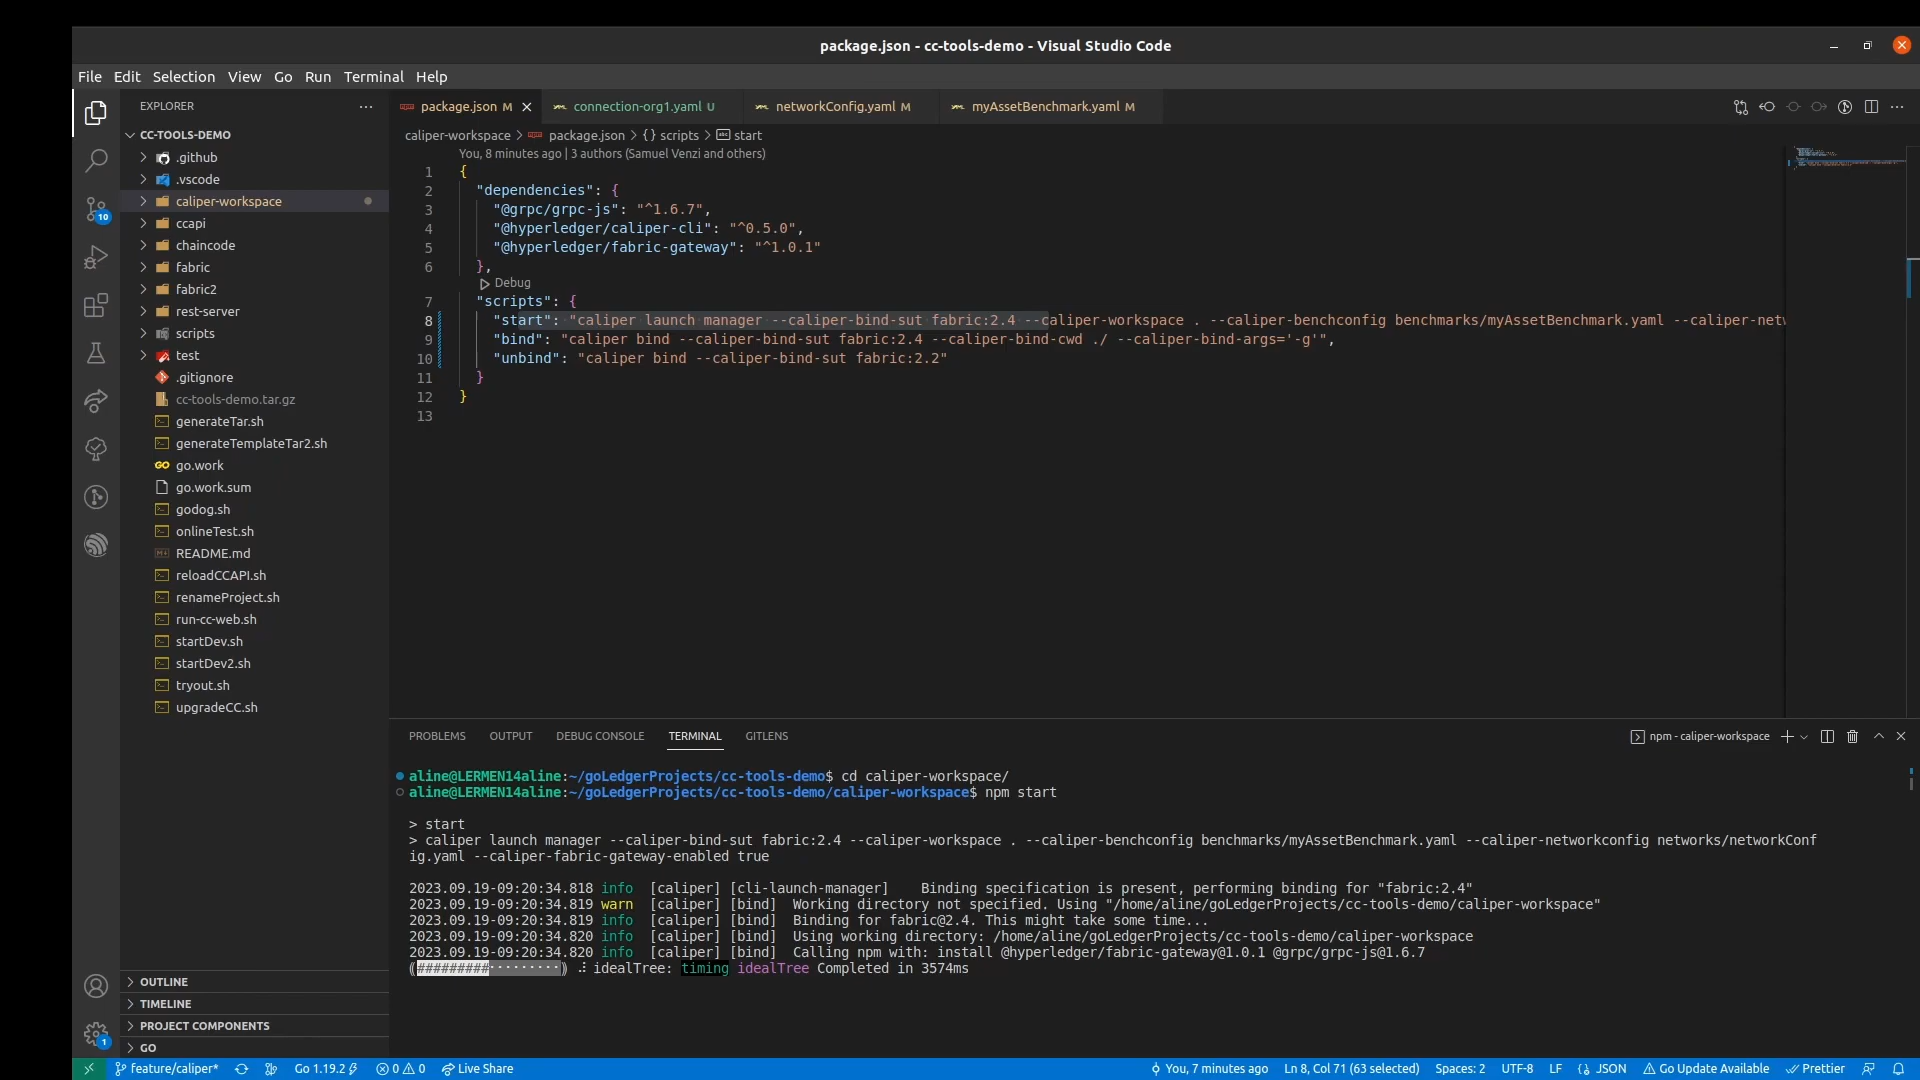 package.json - cc-tools-demo - Visual Studio Code
File Edit Selection View Go Run Terminal Help
EXPLORER
CC-TOOLS-DEMO
.github
.vscode
caliper-workspace
ccapi
chaincode
fabric
fabric2
rest-server
scripts
test
.gitignore
cc-tools-demo.tar.gz
generateTar.sh
generateTemplateTar2.sh
go.work
go.work.sum
godog.sh
onlineTest.sh
README.md
reloadCCAPI.sh
renameProject.sh
run-cc-web.sh
startDev.sh
startDev2.sh
tryout.sh
upgradeCC.sh
OUTLINE
TIMELINE
PROJECT COMPONENTS
GO
10
1
package.json M connection-org1.yaml U networkConfig.yaml M myAssetBenchmark.yaml M
caliper-workspace > package.json > {} scripts > abc start
You, 8 minutes ago | 3 authors (Samuel Venzi and others)
1 {
2 "dependencies": {
3 "@grpc/grpc-js": "^1.6.7",
4 "@hyperledger/caliper-cli": "^0.5.0",
5 "@hyperledger/fabric-gateway": "^1.0.1"
6 },
Debug
7 "scripts": {
8 "start": "caliper launch manager --caliper-bind-sut fabric:2.4 --caliper-workspace . --caliper-benchconfig benchmarks/myAssetBenchmark.yaml --caliper-netw
9 "bind": "caliper bind --caliper-bind-sut fabric:2.4 --caliper-bind-cwd ./ --caliper-bind-args='-g'",
10 "unbind": "caliper bind --caliper-bind-sut fabric:2.2"
11 }
12 }
13
PROBLEMS OUTPUT DEBUG CONSOLE TERMINAL GITLENS
npm - caliper-workspace
aline@LERMEN14aline:~/goLedgerProjects/cc-tools-demo$ cd caliper-workspace/
aline@LERMEN14aline:~/goLedgerProjects/cc-tools-demo/caliper-workspace$ npm start
> start
> caliper launch manager --caliper-bind-sut fabric:2.4 --caliper-workspace . --caliper-benchconfig benchmarks/myAssetBenchmark.yaml --caliper-networkconfig networks/networkConf
ig.yaml --caliper-fabric-gateway-enabled true
2023.09.19-09:20:34.818 info [caliper] [cli-launch-manager] Binding specification is present, performing binding for "fabric:2.4"
2023.09.19-09:20:34.819 warn [caliper] [bind] Working directory not specified. Using "/home/aline/goLedgerProjects/cc-tools-demo/caliper-workspace"
2023.09.19-09:20:34.819 info [caliper] [bind] Binding for fabric@2.4. This might take some time...
2023.09.19-09:20:34.820 info [caliper] [bind] Using working directory: /home/aline/goLedgerProjects/cc-tools-demo/caliper-workspace
2023.09.19-09:20:34.820 info [caliper] [bind] Calling npm with: install @hyperledger/fabric-gateway@1.0.1 @grpc/grpc-js@1.6.7
(#########·········) ⠼ idealTree: timing idealTree Completed in 3574ms
feature/caliper* Go 1.19.2 0 0 Live Share You, 7 minutes ago Ln 8, Col 71 (63 selected) Spaces: 2 UTF-8 LF {} JSON Go Update Available Prettier